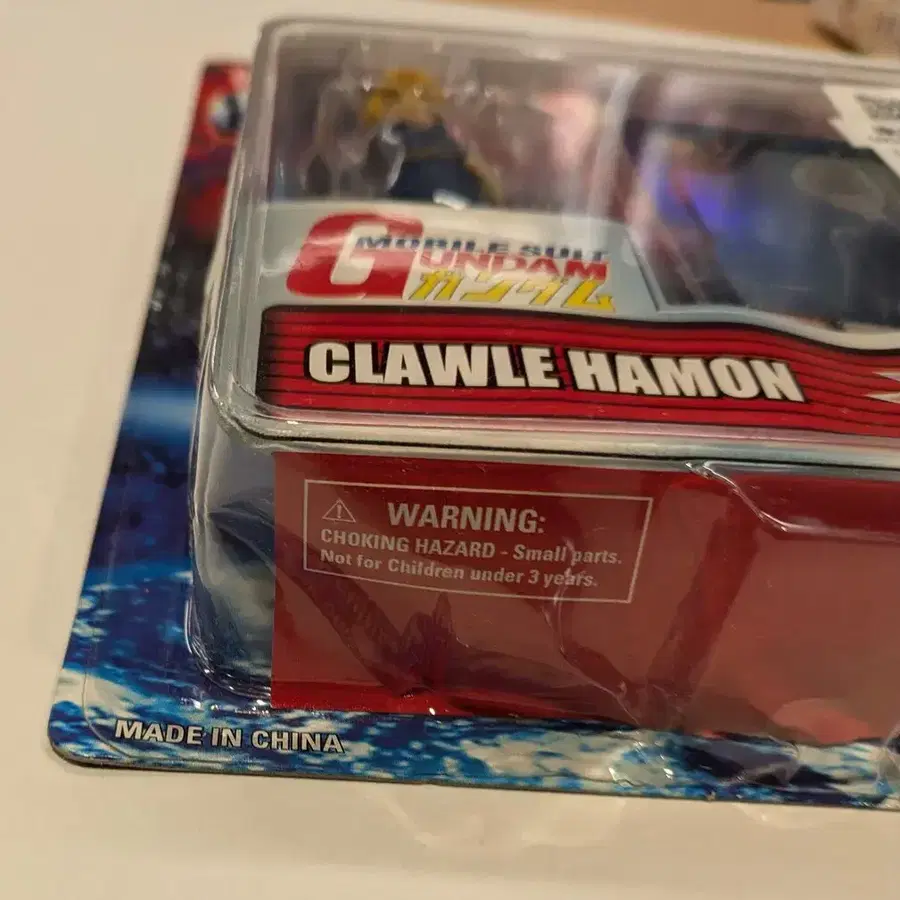 MOBILE SUIT
GUNDAM
ガンダム
CLAWLE HAMON
WARNING:
CHOKING HAZARD - Small parts.
Not for Children under 3 years.
MADE IN CHINA